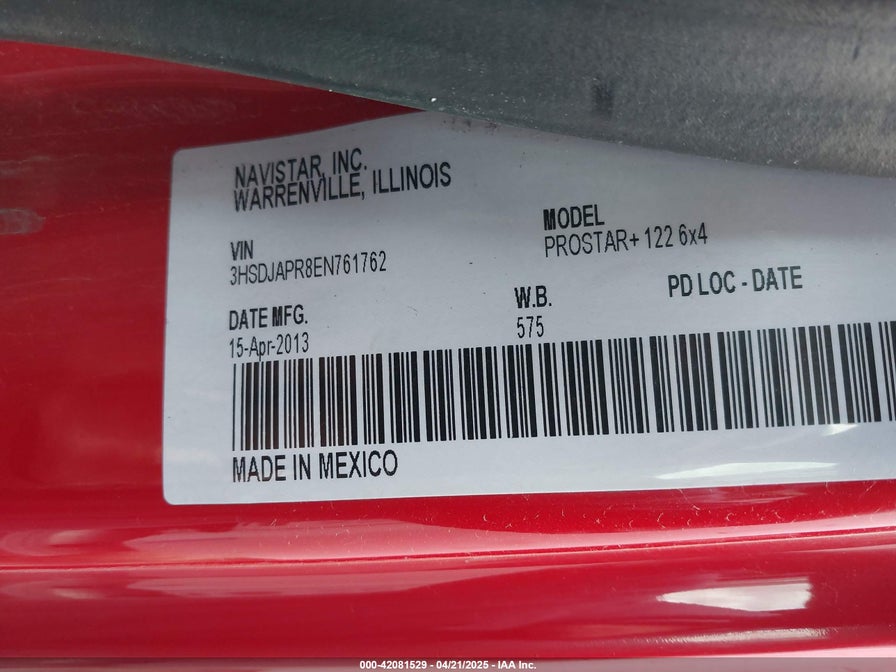 NAVISTAR, INC.
WARRENVILLE, ILLINOIS
VIN
3HSDJAPR8EN761762
MODEL
PROSTAR+ 122 6x4
DATE MFG.
15-Apr-2013
W.B.
575
PD LOC - DATE
MADE IN MEXICO
000-42081529 - 04/21/2025 - IAA Inc.